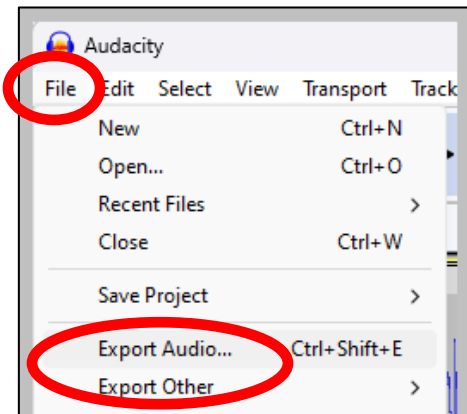 Audacity
File Edit Select View Transport Track
New Ctrl+N
Open... Ctrl+O
Recent Files >
Close Ctrl+W
Save Project >
Export Audio... Ctrl+Shift+E
Export Other >